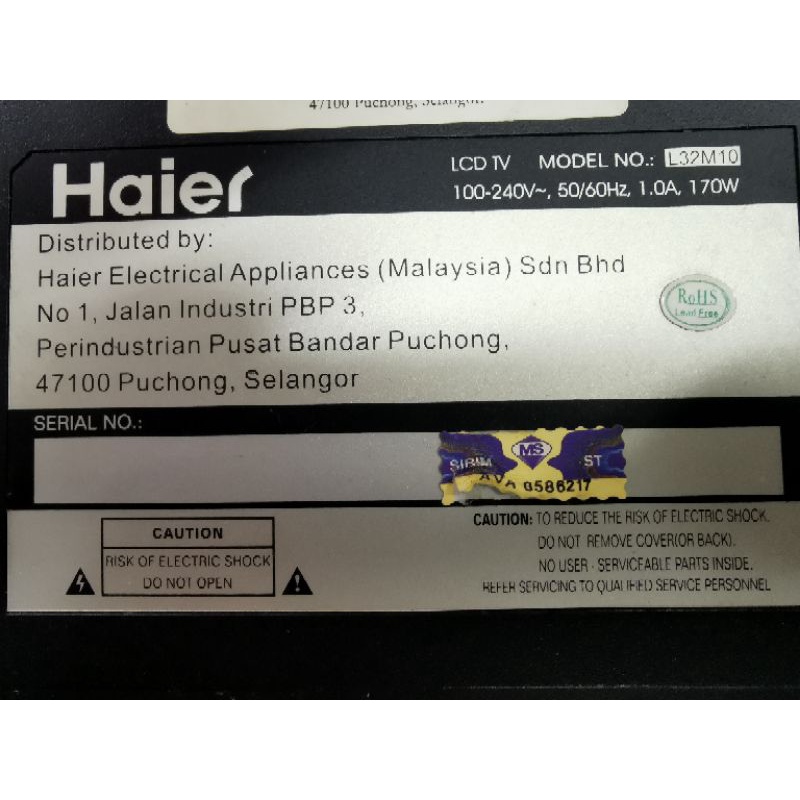 47100 Puchong, Selangor.
Haier
LCD TV MODEL NO.: L32M10
100-240V~, 50/60Hz, 1.0A, 170W
Distributed by:
Haier Electrical Appliances (Malaysia) Sdn Bhd
No 1, Jalan Industri PBP 3,
Perindustrian Pusat Bandar Puchong,
47100 Puchong, Selangor
RoHS
Lead Free
SERIAL NO.:
SIRIM MS ST
AVA 0586217
CAUTION
RISK OF ELECTRIC SHOCK
DO NOT OPEN
CAUTION: TO REDUCE THE RISK OF ELECTRIC SHOCK,
DO NOT REMOVE COVER(OR BACK).
NO USER - SERVICEABLE PARTS INSIDE.
REFER SERVICING TO QUALIFIED SERVICE PERSONNEL